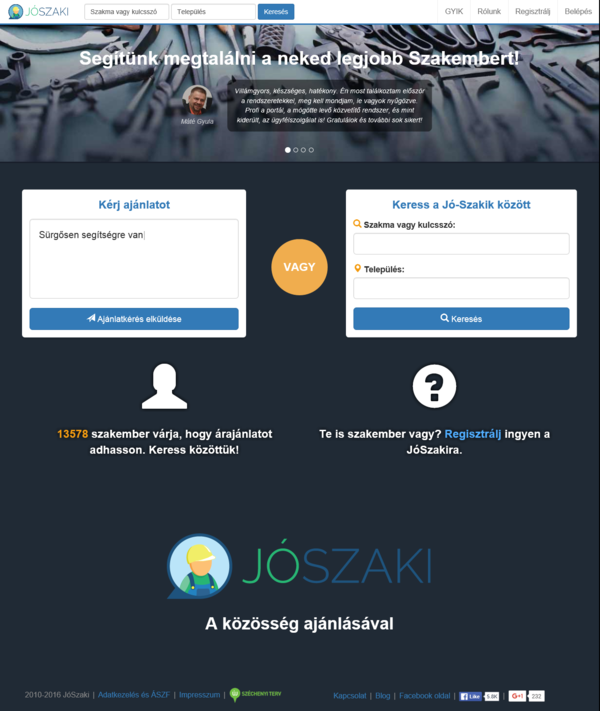 JÓSZAKI
Szakma vagy kulcsszó
Település
Keresés
GYIK
Rólunk
Regisztrálj
Belépés
Segítünk megtalálni a neked legjobb Szakembert!
Villámgyors, készséges, hatékony. Én most találkoztam először
a rendszeretekkel, meg kell mondjam, le vagyok nyűgözve.
Profi a portál, a mögötte levő közvetítő rendszer, és mint
kiderült, az ügyfélszolgálat is! Gratulálok és további sok sikert!
Máté Gyula
Kérj ajánlatot
Sürgősen segítségre van
Ajánlatkérés elküldése
VAGY
Keress a Jó-Szakik között
Szakma vagy kulcsszó:
Település:
Keresés
13578 szakember várja, hogy árajánlatot
adhasson. Keress közöttük!
Te is szakember vagy? Regisztrálj ingyen a
JóSzakira.
JÓSZAKI
A közösség ajánlásával
2010-2016 JóSzaki | Adatkezelés és ÁSZF | Impresszum | SZÉCHENYI TERV
Kapcsolat | Blog | Facebook oldal | Like 5.8K | G+1 232